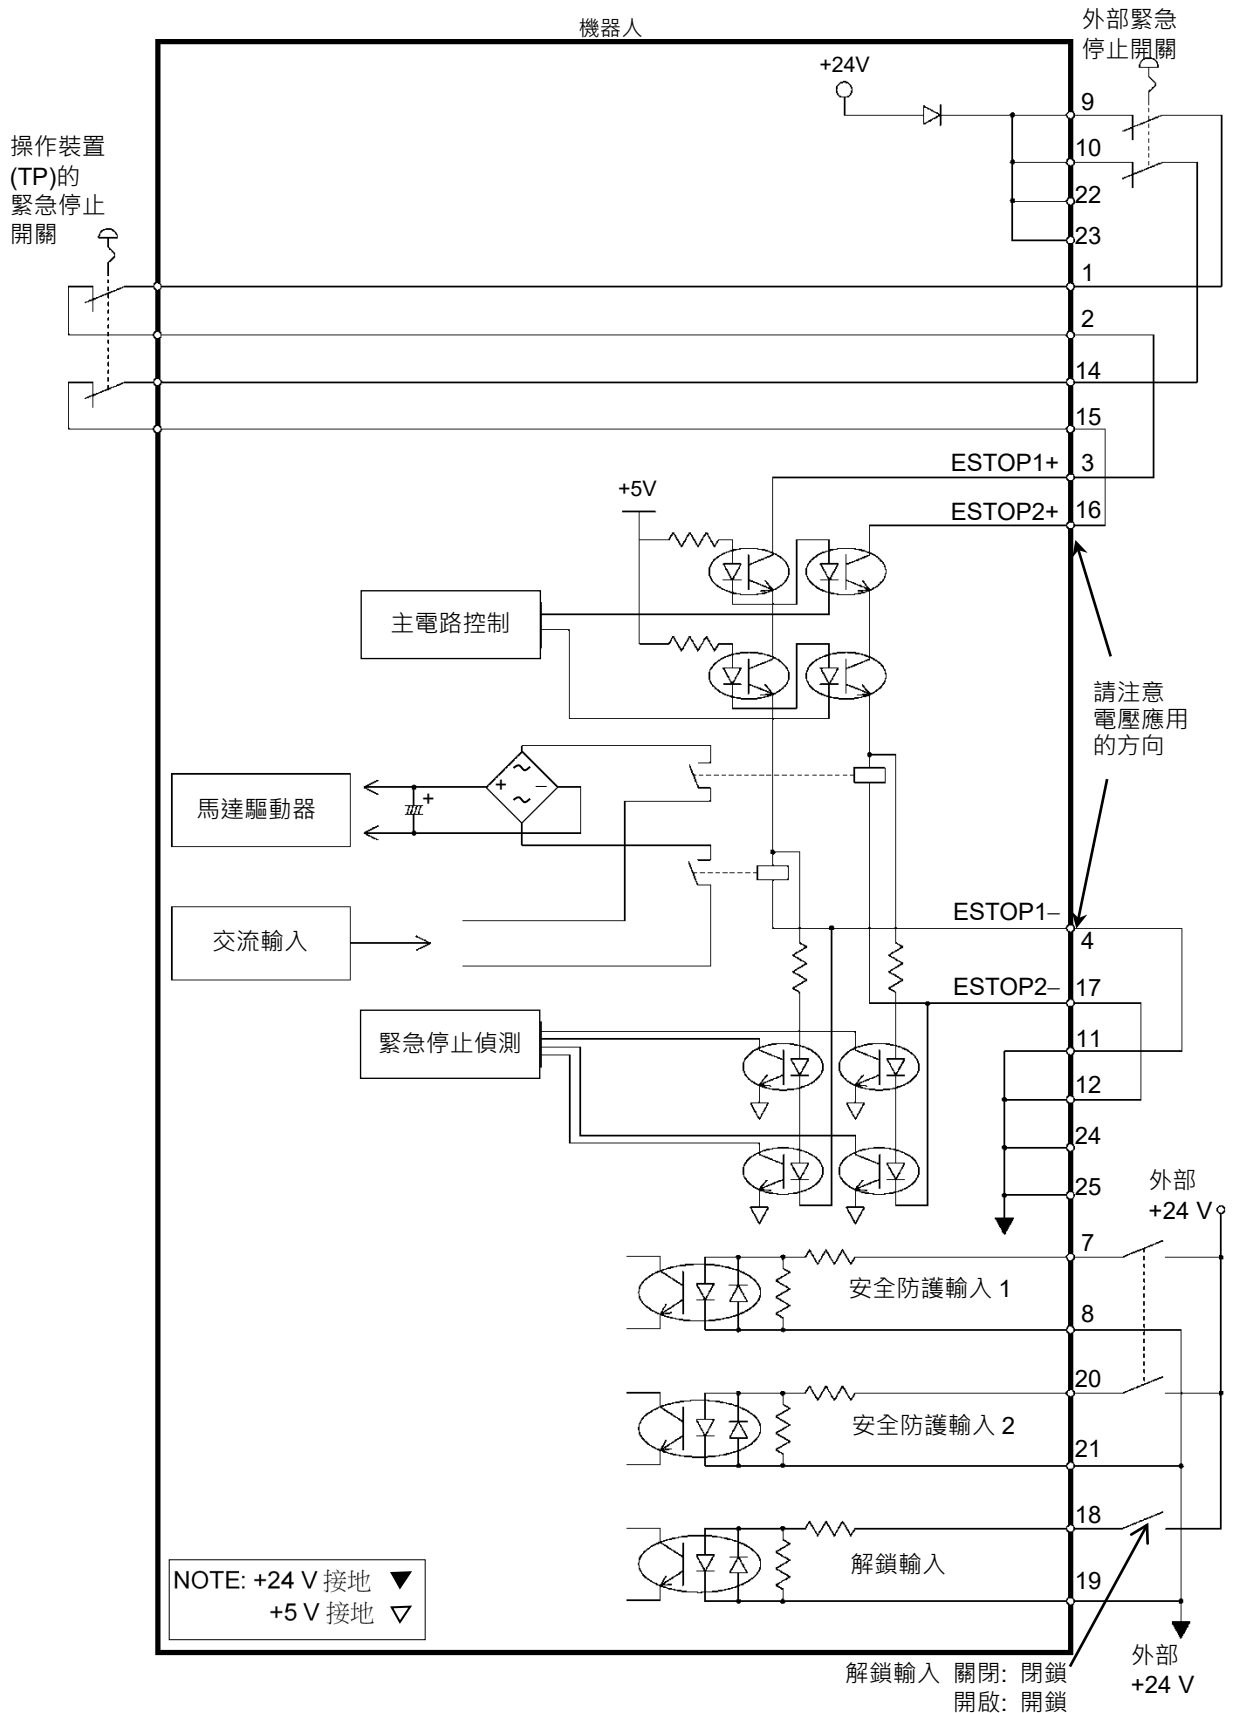 機器人
外部緊急
停止開關
+24V
9
10
22
23
操作裝置
(TP)的
緊急停止
開關
1
2
14
15
ESTOP1+ 3
ESTOP2+ 16
+5V
主電路控制
請注意
電壓應用
的方向
馬達驅動器
+
−
+
交流輸入
ESTOP1−
4
ESTOP2− 17
緊急停止偵測
11
12
24
25
外部
+24 V
7
安全防護輸入 1
8
20
安全防護輸入 2
21
18
解鎖輸入
19
NOTE: +24 V 接地
+5 V 接地
外部
+24 V
解鎖輸入 關閉: 閉鎖
開啟: 開鎖